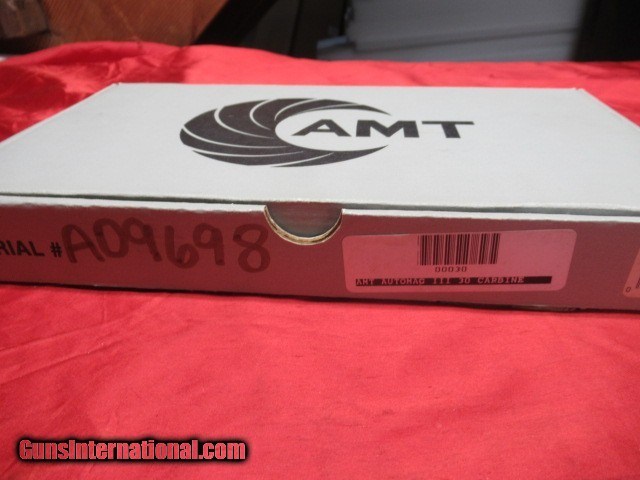 AMT
RIAL # A09698
00030
AMT AUTOMAG III 30 CARBINE
GunsInternational.com